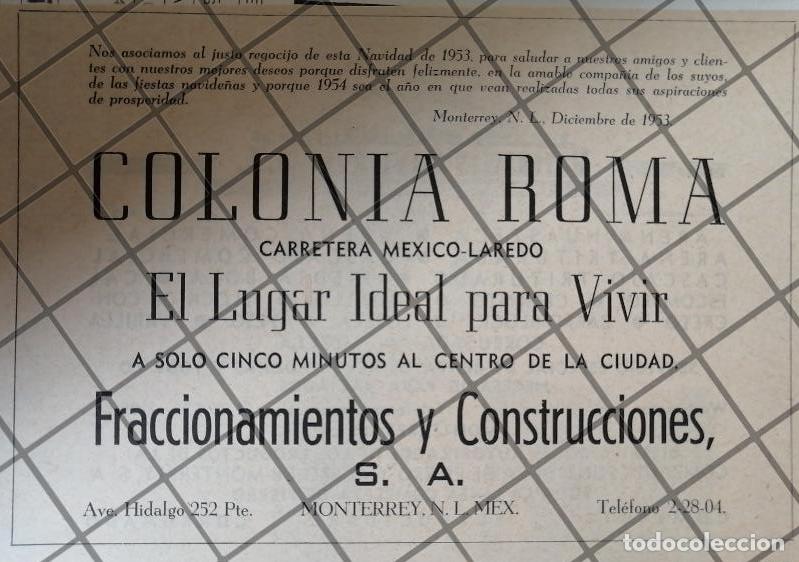 Nos asociamos al justo regocijo de esta Navidad de 1953, para saludar a nuestros amigos y clien-
tes con nuestros mejores deseos porque disfruten felizmente, en la amable compañía de los suyos,
de las fiestas navideñas y porque 1954 sea el año en que vean realizadas todas sus aspiraciones
de prosperidad.
Monterrey, N. L., Diciembre de 1953.
COLONIA ROMA
CARRETERA MEXICO-LAREDO
El Lugar Ideal para Vivir
A SOLO CINCO MINUTOS AL CENTRO DE LA CIUDAD.
Fraccionamientos y Construcciones,
S. A.
Ave. Hidalgo 252 Pte. MONTERREY, N. L. MEX. Teléfono 2-28-04.
todocoleccion